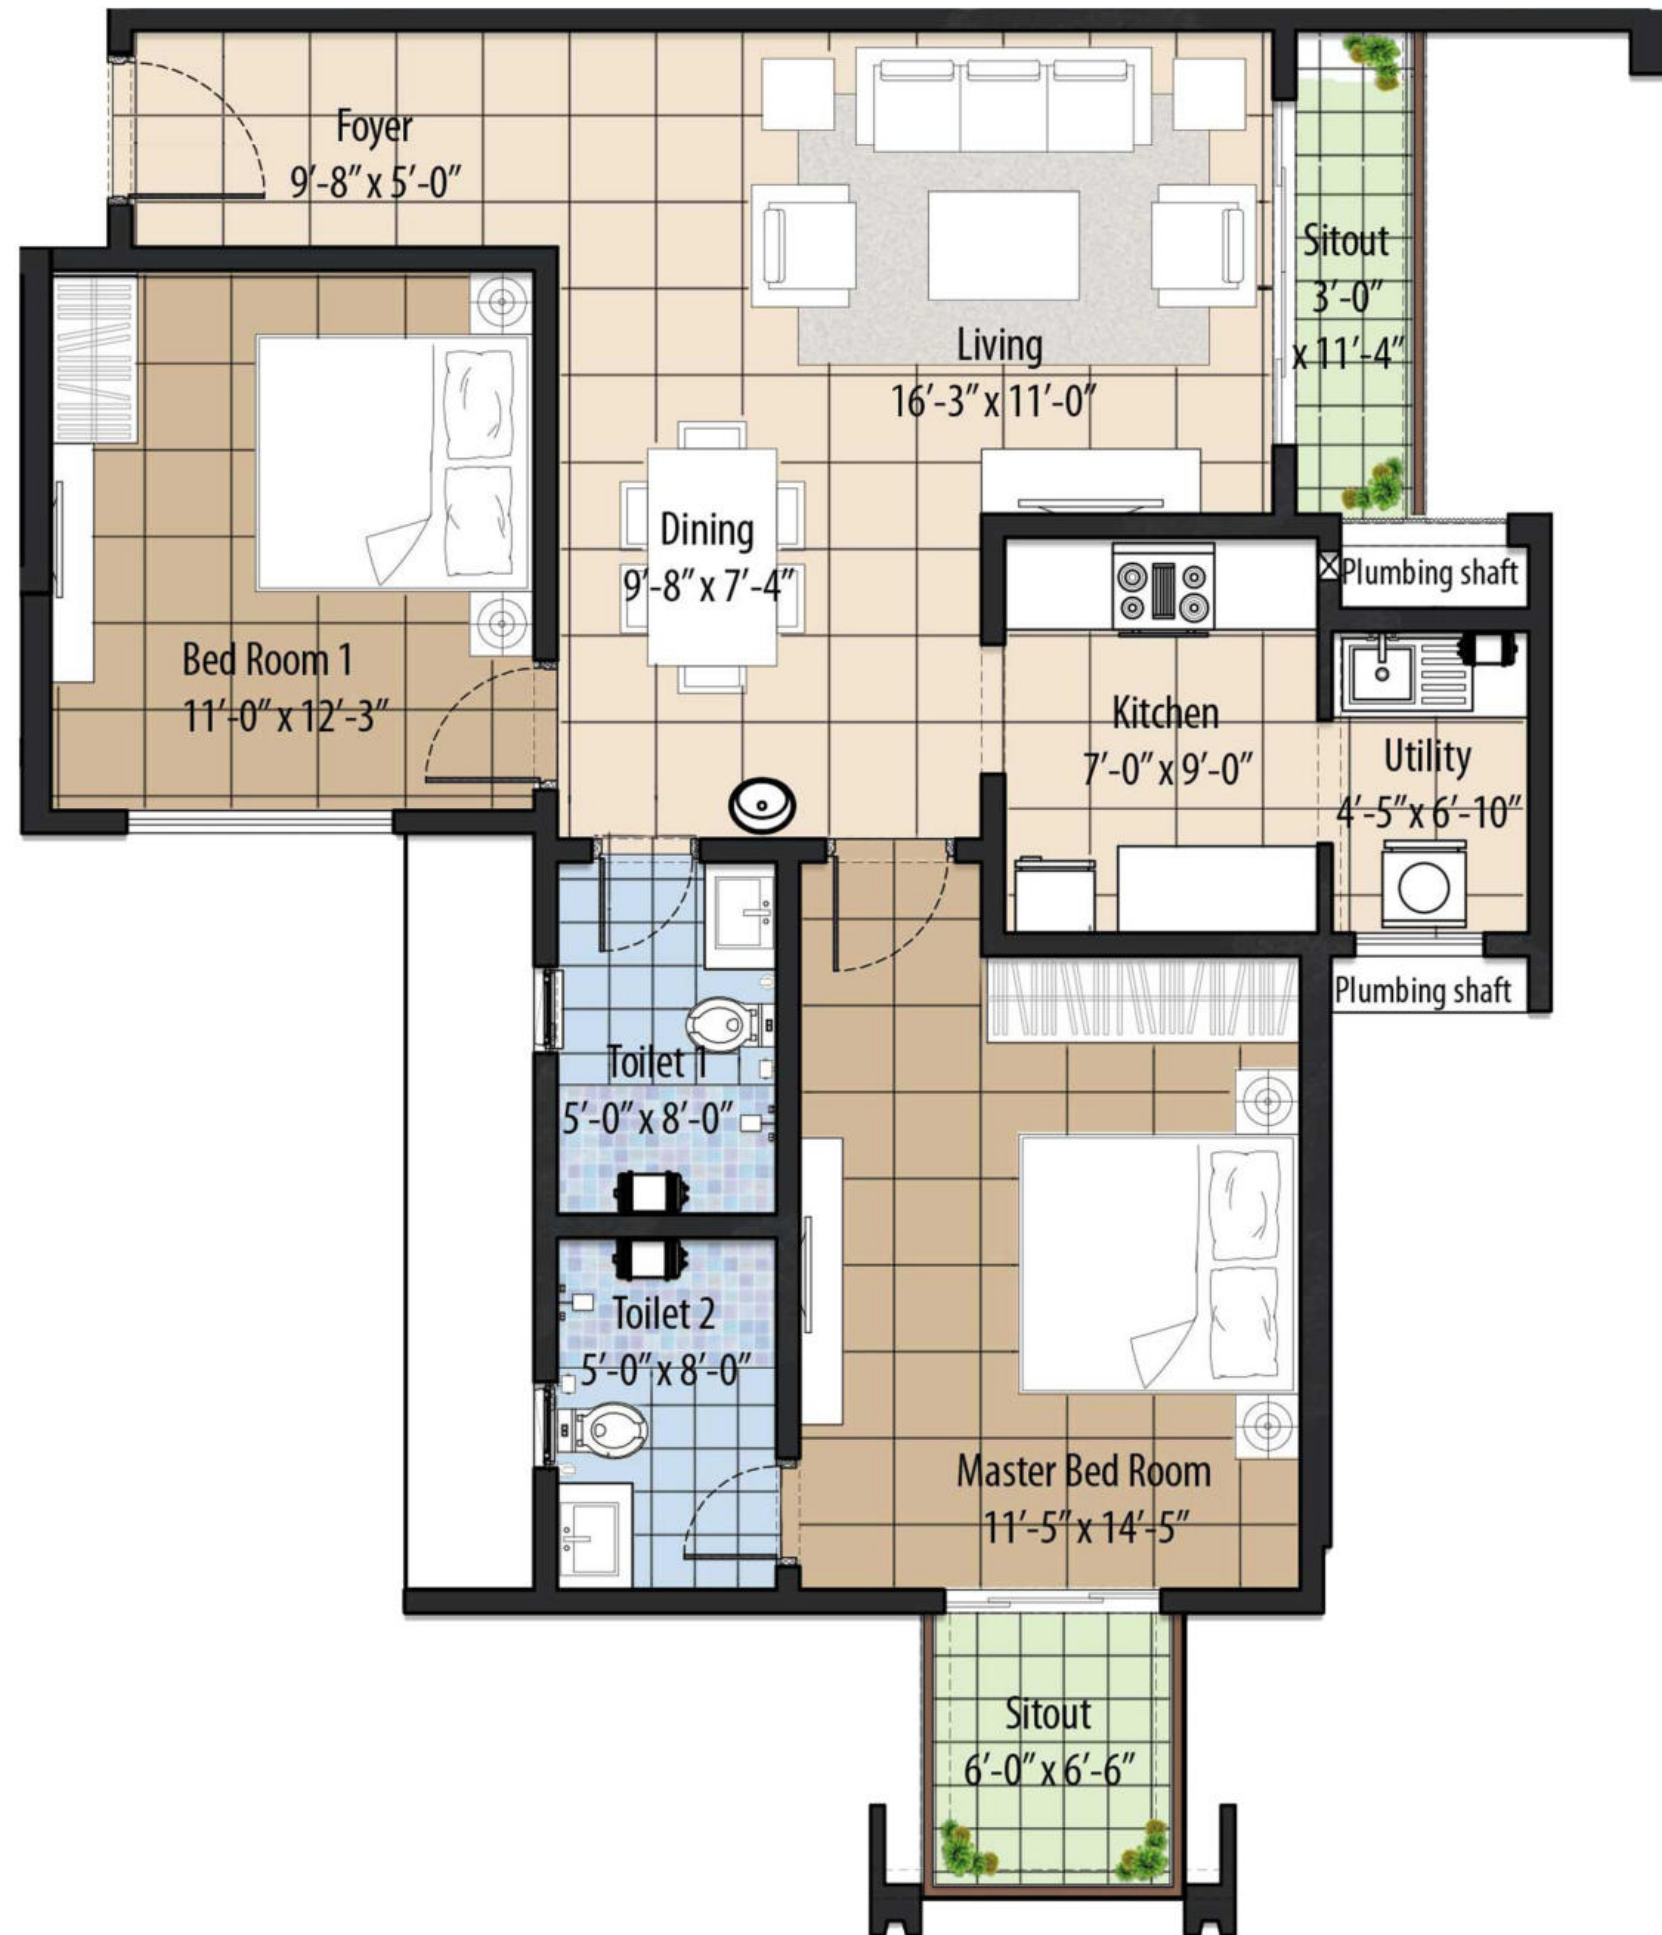 Foyer
9′-8″ x 5′-0″
Sitout
3′-0″
x 11′-4″
Living
16′-3″ x 11′-0″
Dining
9′-8″ x 7′-4″
Plumbing shaft
Bed Room 1
11′-0″ x 12′-3″
Kitchen
7′-0″ x 9′-0″
Utility
4′-5″ x 6′-10″
Plumbing shaft
Toilet 1
5′-0″ x 8′-0″
Toilet 2
5′-0″ x 8′-0″
Master Bed Room
11′-5″ x 14′-5″
Sitout
6′-0″ x 6′-6″